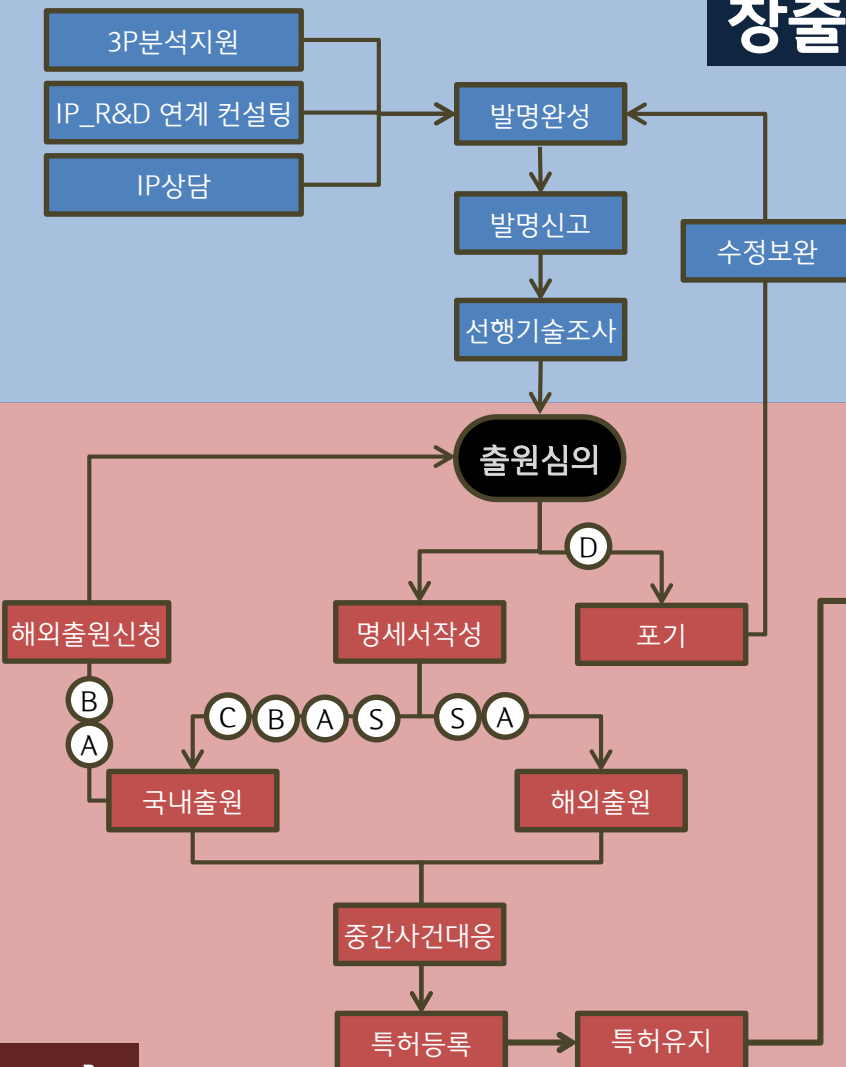 창출
3P분석지원
IP_R&D 연계 컨설팅
IP상담
발명완성
발명신고
수정보완
선행기술조사
출원심의
D
해외출원신청
명세서작성
포기
B
A
C B A S S A
국내출원
해외출원
중간사건대응
특허등록
특허유지